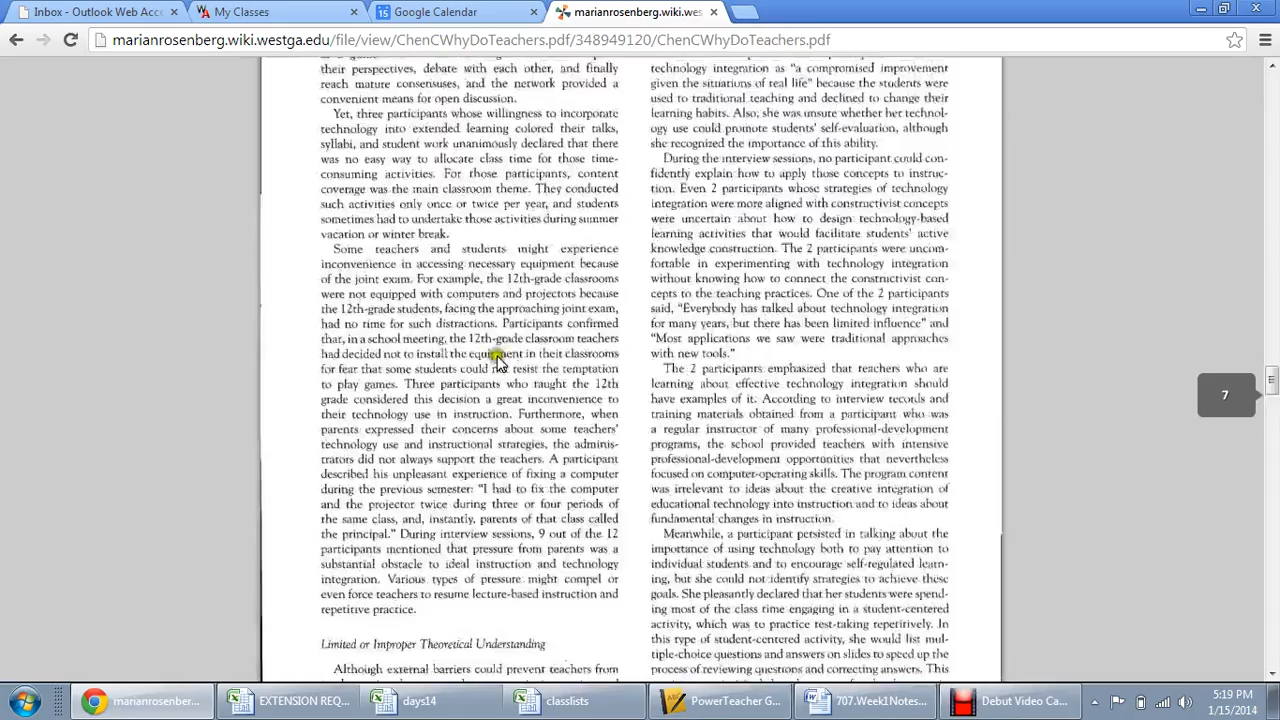 Inbox - Outlook Web Acc
My Classes
Google Calendar
marianrosenberg.wiki.wes
marianrosenberg.wiki.westga.edu/file/view/ChenCWhyDoTeachers.pdf/348949120/ChenCWhyDoTeachers.pdf
their perspectives, debate with each other, and finally
reach mature consensuses, and the network provided a
convenient means for open discussion.
Yet, three participants whose willingness to incorporate
technology into extended learning colored their talks,
syllabi, and student work unanimously declared that there
was no easy way to allocate class time for those time-
consuming activities. For those participants, content
coverage was the main classroom theme. They conducted
such activities only once or twice per year, and students
sometimes had to undertake those activities during summer
vacation or winter break.
Some teachers and students might experience
inconvenience in accessing necessary equipment because
of the joint exam. For example, the 12th-grade classrooms
were not equipped with computers and projectors because
the 12th-grade students, facing the approaching joint exam,
had no time for such distractions. Participants confirmed
that, in a school meeting, the 12th-grade classroom teachers
had decided not to install the equipment in their classrooms
for fear that some students could not resist the temptation
to play games. Three participants who taught the 12th
grade considered this decision a great inconvenience to
their technology use in instruction. Furthermore, when
parents expressed their concerns about some teachers'
technology use and instructional strategies, the adminis-
trators did not always support the teachers. A participant
described his unpleasant experience of fixing a computer
during the previous semester: "I had to fix the computer
and the projector twice during three or four periods of
the same class, and, instantly, parents of that class called
the principal." During interview sessions, 9 out of the 12
participants mentioned that pressure from parents was a
substantial obstacle to ideal instruction and technology
integration. Various types of pressure might compel or
even force teachers to resume lecture-based instruction and
repetitive practice.
Limited or Improper Theoretical Understanding
Although external barriers could prevent teachers from
technology integration as "a compromised improvement
given the situations of real life" because the students were
used to traditional teaching and declined to change their
learning habits. Also, she was unsure whether her technol-
ogy use could promote students' self-evaluation, although
she recognized the importance of this ability.
During the interview sessions, no participant could con-
fidently explain how to apply those concepts to instruc-
tion. Even 2 participants whose strategies of technology
integration were more aligned with constructivist concepts
were uncertain about how to design technology-based
learning activities that would facilitate students' active
knowledge construction. The 2 participants were uncom-
fortable in experimenting with technology integration
without knowing how to connect the constructivist con-
cepts to the teaching practices. One of the 2 participants
said, "Everybody has talked about technology integration
for many years, but there has been limited influence" and
"Most applications we saw were traditional approaches
with new tools."
The 2 participants emphasized that teachers who are
learning about effective technology integration should
have examples of it. According to interview records and
training materials obtained from a participant who was
a regular instructor of many professional-development
programs, the school provided teachers with intensive
professional-development opportunities that nevertheless
focused on computer-operating skills. The program content
was irrelevant to ideas about the creative integration of
educational technology into instruction and to ideas about
fundamental changes in instruction.
Meanwhile, a participant persisted in talking about the
importance of using technology both to pay attention to
individual students and to encourage self-regulated learn-
ing, but she could not identify strategies to achieve these
goals. She pleasantly declared that her students were spend-
ing most of the class time engaging in a student-centered
activity, which was to practice test-taking repetitively. In
this type of student-centered activity, she would list mul-
tiple-choice questions and answers on slides to speed up the
process of reviewing questions and correcting answers. This
7
marianrosenber...
EXTENSION REQ...
days14
classlists
PowerTeacher G...
707.Week1Notes...
Debut Video Ca...
5:19 PM
1/15/2014